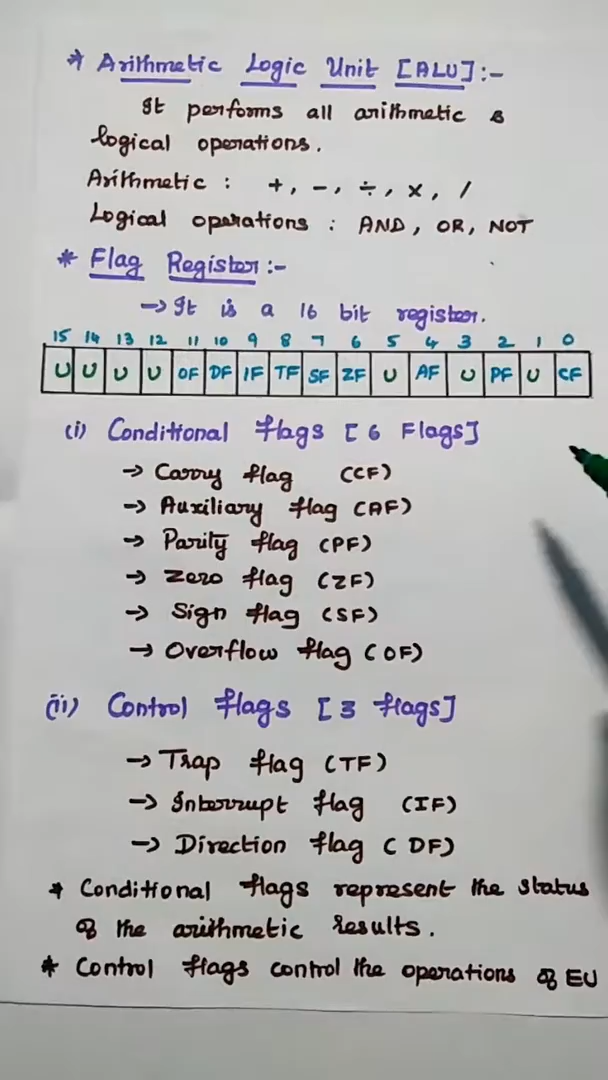 * Arithmetic Logic Unit [ALU]:-
It performs all arithmetic &
logical operations.
Arithmetic : +, -, ÷, ×, /
Logical operations : AND, OR, NOT
* Flag Register:-
→ It is a 16 bit register.
15 14 13 12 11 10 9 8 7 6 5 4 3 2 1 0
U U U U OF DF IF TF SF ZF U AF U PF U CF
(i) Conditional flags [6 Flags]
→ Carry flag (CF)
→ Auxiliary flag (AF)
→ Parity flag (PF)
→ Zero flag (ZF)
→ Sign flag (SF)
→ Overflow flag (OF)
(ii) Control flags [3 flags]
→ Trap flag (TF)
→ Interrupt flag (IF)
→ Direction flag (DF)
* Conditional flags represent the status
of the arithmetic results.
* Control flags control the operations of EU